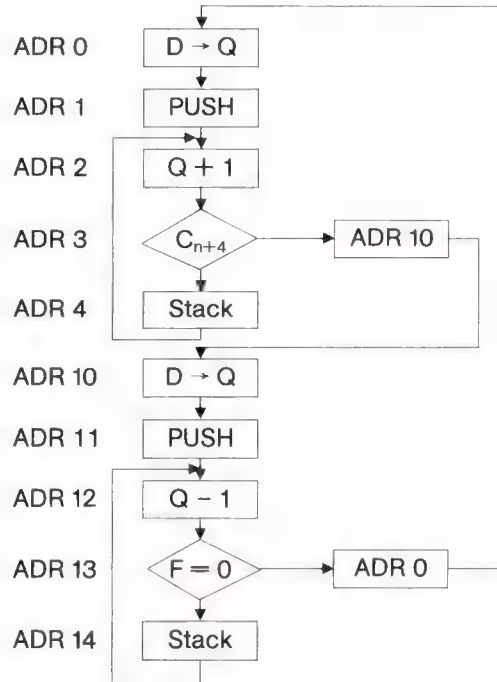 ADR 0 D → Q
ADR 1 PUSH
ADR 2 Q + 1
ADR 3 Cn+4 ADR 10
ADR 4 Stack
ADR 10 D → Q
ADR 11 PUSH
ADR 12 Q − 1
ADR 13 F = 0 ADR 0
ADR 14 Stack